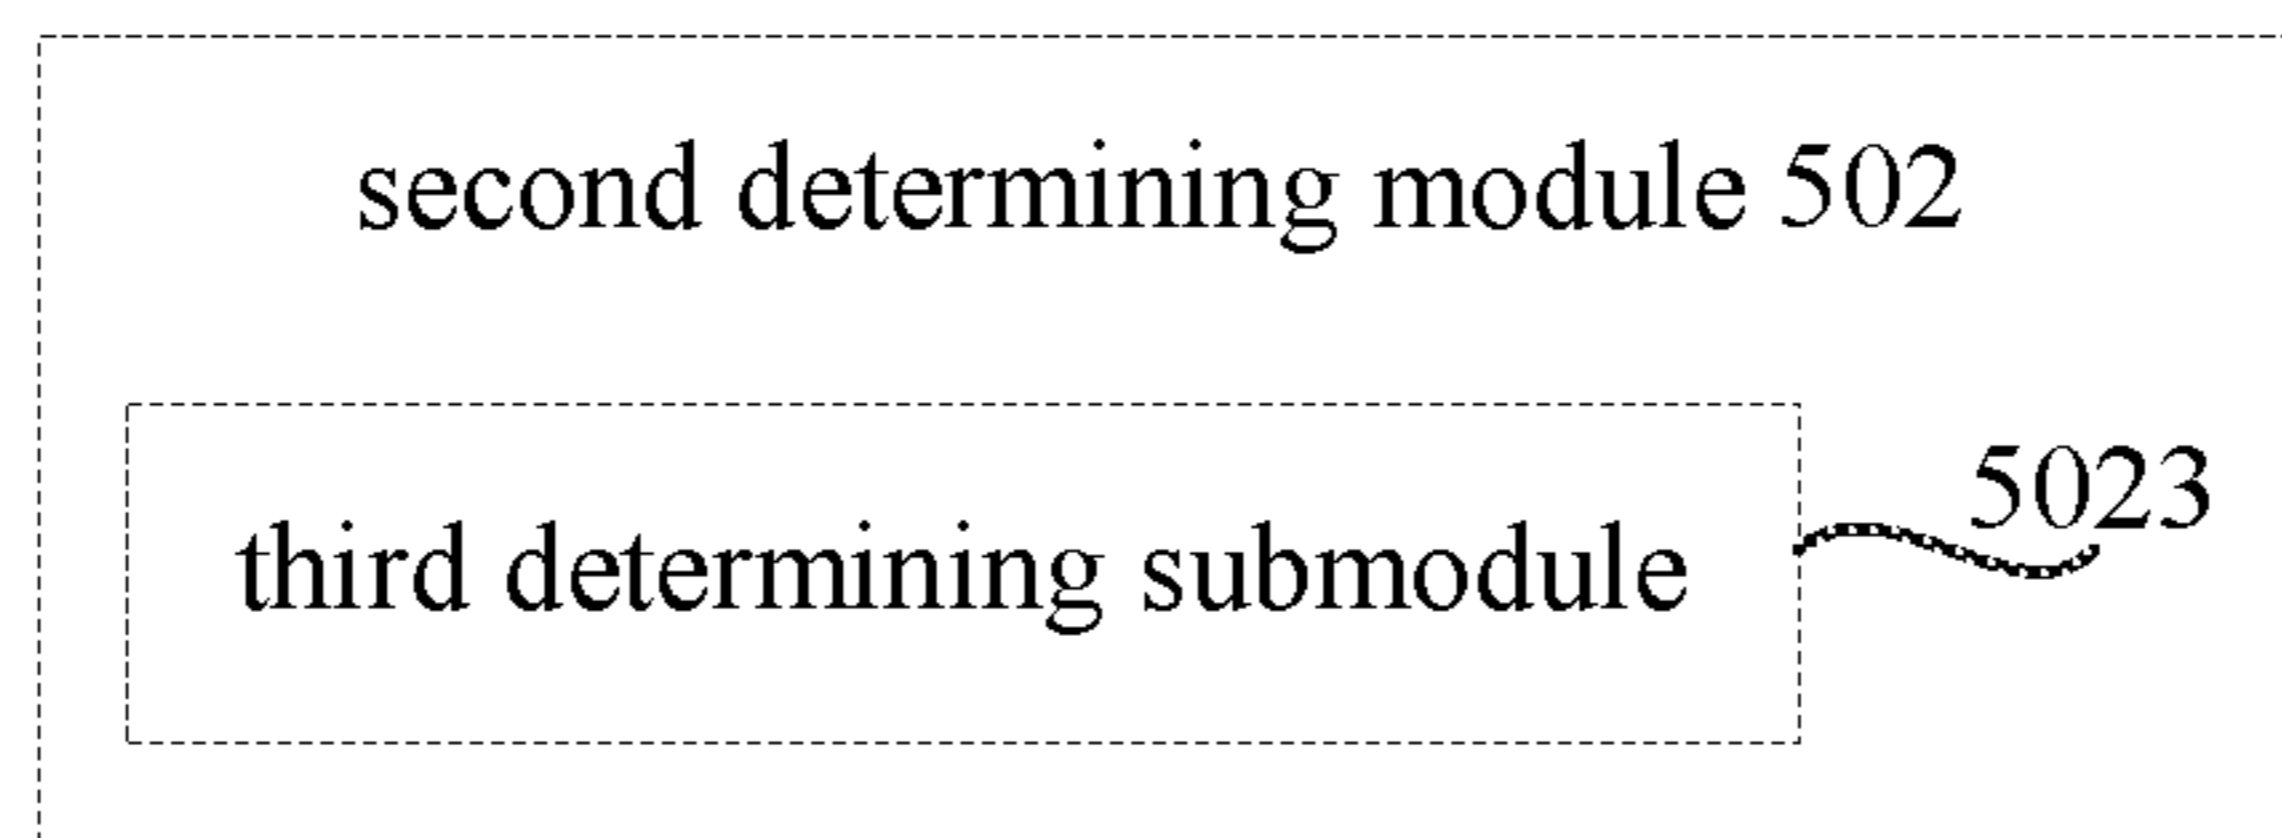 second determining module 502
5023
third determining submodule